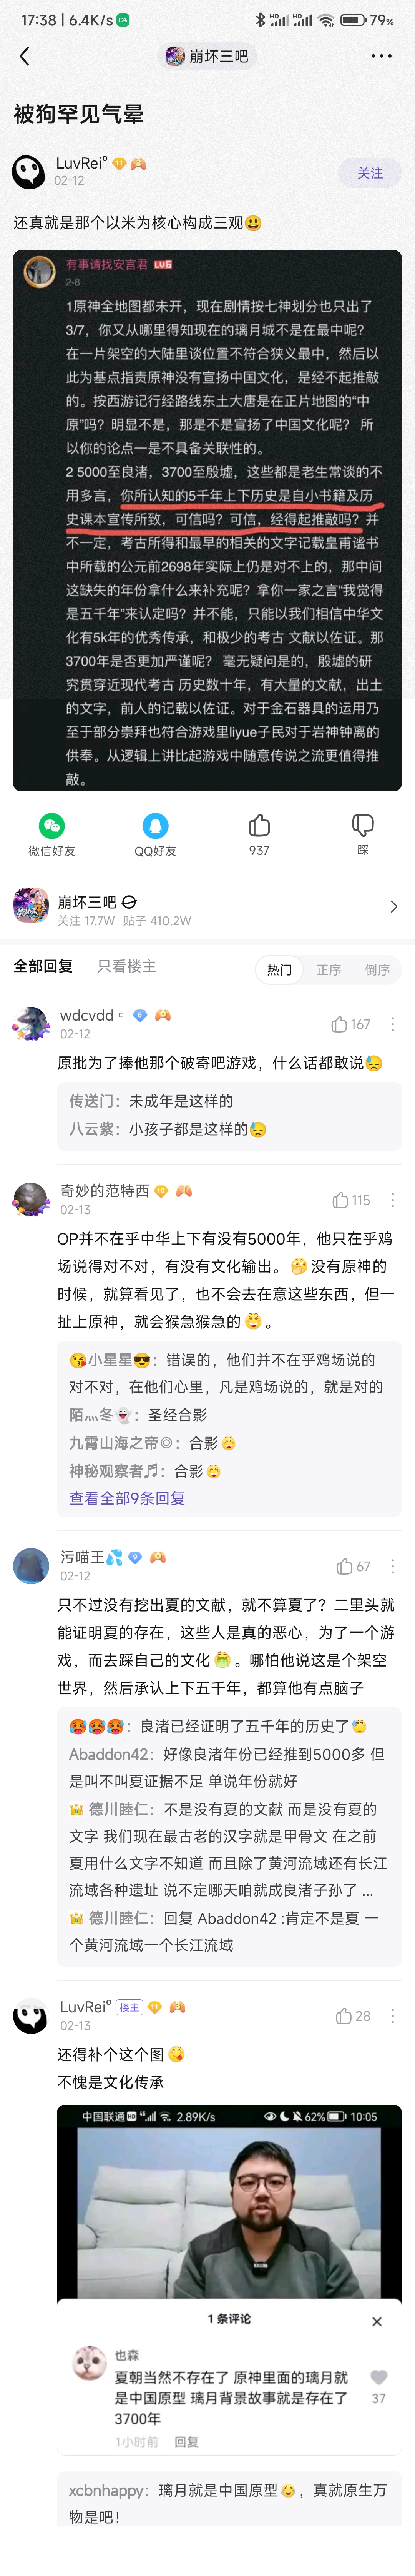 17:38 | 6.4K/s
79%
崩坏三吧
被狗罕见气晕
LuvRei⁰
11
02-12
关注
还真就是那个以米为核心构成三观😃
有事请找安言君 LV6
2-8
1原神全地图都未开，现在剧情按七神划分也只出了
3/7，你又从哪里得知现在的璃月城不是在最中呢？
在一片架空的大陆里谈位置不符合狭义最中，然后以
此为基点指责原神没有宣扬中国文化，是经不起推敲
的。按西游记行经路线东土大唐是在正片地图的“中
原”吗？明显不是，那是不是宣扬了中国文化呢？ 所
以你的论点一是不具备关联性的。
2 5000至良渚，3700至殷墟，这些都是老生常谈的不
用多言，你所认知的5千年上下历史是自小书籍及历
史课本宣传所致，可信吗？可信，经得起推敲吗？并
不一定，考古所得和最早的相关的文字记载皇甫谧书
中所载的公元前2698年实际上仍是对不上的，那中间
这缺失的年份拿什么来补充呢？拿你一家之言“我觉得
是五千年”来认定吗？并不能，只能以我们相信中华文
化有5k年的优秀传承，和极少的考古 文献以佐证。那
3700年是否更加严谨呢？ 毫无疑问是的，殷墟的研
究贯穿近现代考古 历史数十年，有大量的文献，出土
的文字，前人的记载以佐证。对于金石器具的运用乃
至于部分崇拜也符合游戏里liyue子民对于岩神钟离的
供奉。从逻辑上讲比起游戏中随意传说之流更值得推
敲。
微信好友
QQ好友
937
踩
崩坏三吧
关注 17.7W 贴子 410.2W
全部回复
只看楼主
热门
正序
倒序
wdcvdd
167
02-12
原批为了捧他那个破寄吧游戏，什么话都敢说😓
传送门：未成年是这样的
八云紫：小孩子都是这样的😓
奇妙的范特西
10
115
02-13
OP并不在乎中华上下有没有5000年，他只在乎鸡
场说得对不对，有没有文化输出。🤭没有原神的
时候，就算看见了，也不会去在意这些东西，但一
扯上原神，就会猴急猴急的😲。
😘小星星😎：错误的，他们并不在乎鸡场说的
对不对，在他们心里，凡是鸡场说的，就是对的
陌灬冬👻：圣经合影
九霄山海之帝◎：合影😲
神秘观察者♬：合影😲
查看全部9条回复
污喵王💦
9
67
02-12
只不过没有挖出夏的文献，就不算夏了？二里头就
能证明夏的存在，这些人是真的恶心，为了一个游
戏，而去踩自己的文化🤮。哪怕他说这是个架空
世界，然后承认上下五千年，都算他有点脑子
🥵🥵🥵：良渚已经证明了五千年的历史了
Abaddon42：好像良渚年份已经推到5000多 但
是叫不叫夏证据不足 单说年份就好
德川睦仁：不是没有夏的文献 而是没有夏的
文字 我们现在最古老的汉字就是甲骨文 在之前
夏用什么文字不知道 而且除了黄河流域还有长江
流域各种遗址 说不定哪天咱就成良渚子孙了 ...
德川睦仁：回复 Abaddon42 :肯定不是夏 一
个黄河流域一个长江流域
LuvRei⁰ 楼主
11
28
02-13
还得补个这个图😋
不愧是文化传承
中国联通 HD 2.89K/s
62% 10:05
1 条评论
也森
夏朝当然不存在了 原神里面的璃月就
是中国原型 璃月背景故事就是存在了
3700年
37
1小时前 回复
xcbnhappy：璃月就是中国原型😂，真就原生万
物是吧！